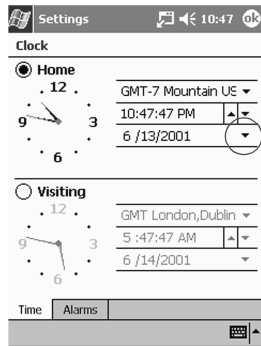 Settings 10:47 ok
Clock
Home
12
9 3
6
GMT-7 Mountain US
10:47:47 PM
6 /13/2001
Visiting
12
9 3
6
GMT London,Dublin
5 :47:47 AM
6 /14/2001
Time Alarms